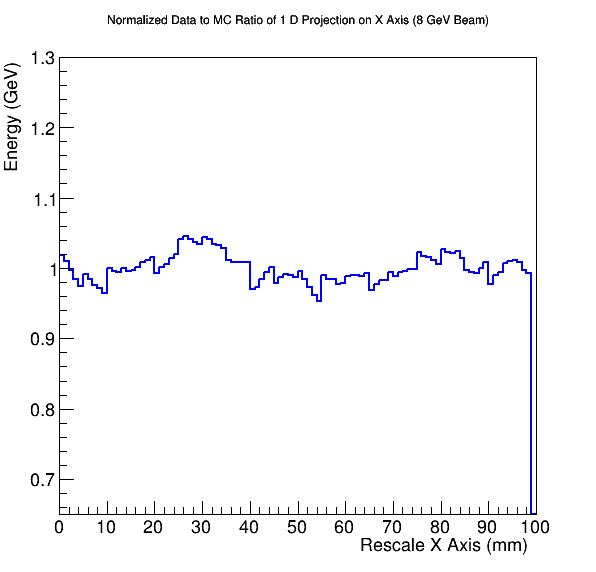 Normalized Data to MC Ratio of 1 D Projection on X Axis (8 GeV Beam)
Energy (GeV)
1.3
1.2
1.1
1
0.9
0.8
0.7
0 10 20 30 40 50 60 70 80 90 100
Rescale X Axis (mm)